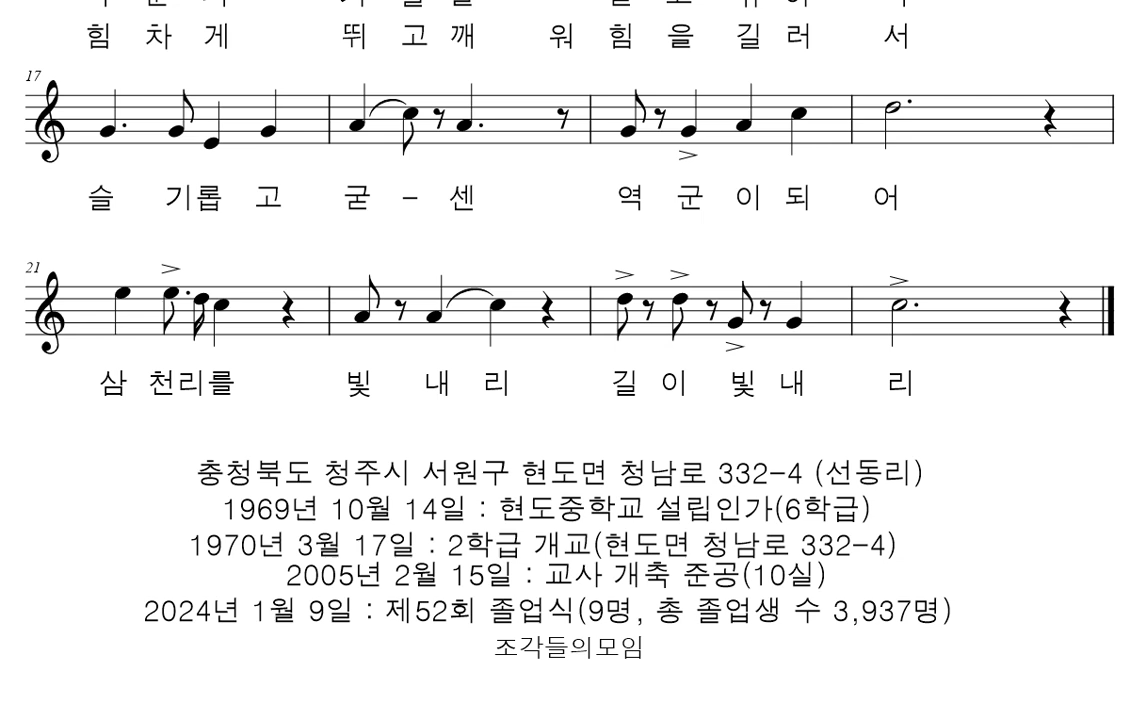 힘 차 게 뛰 고 깨 워 힘 을 길 러 서
17
슬 기롭 고 굳 – 센 역 군 이 되 어
21
삼 천리를 빛 내 리 길 이 빛 내 리
충청북도 청주시 서원구 현도면 청남로 332-4 (선동리)
1969년 10월 14일 : 현도중학교 설립인가(6학급)
1970년 3월 17일 : 2학급 개교(현도면 청남로 332-4)
2005년 2월 15일 : 교사 개축 준공(10실)
2024년 1월 9일 : 제52회 졸업식(9명, 총 졸업생 수 3,937명)
조각들의모임